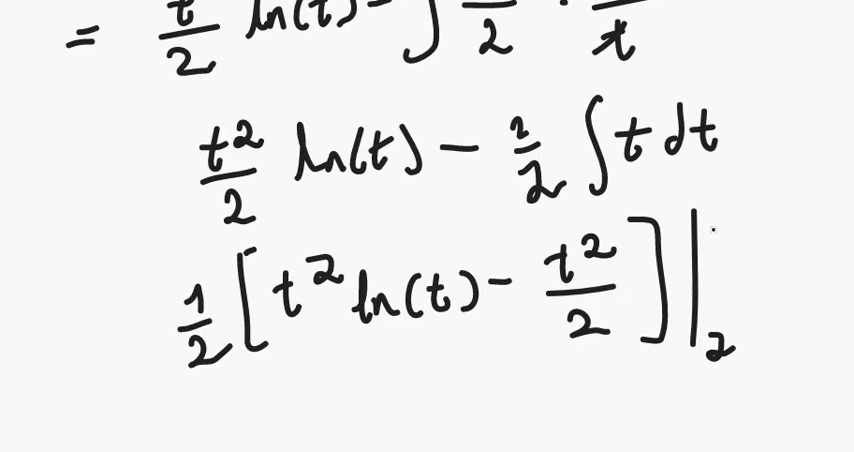 = t/2 ln(t) - ∫ /2 · /t
t²/2 ln(t) - 1/2 ∫ t dt
1/2 [ t² ln(t) - t²/2 ] |₂